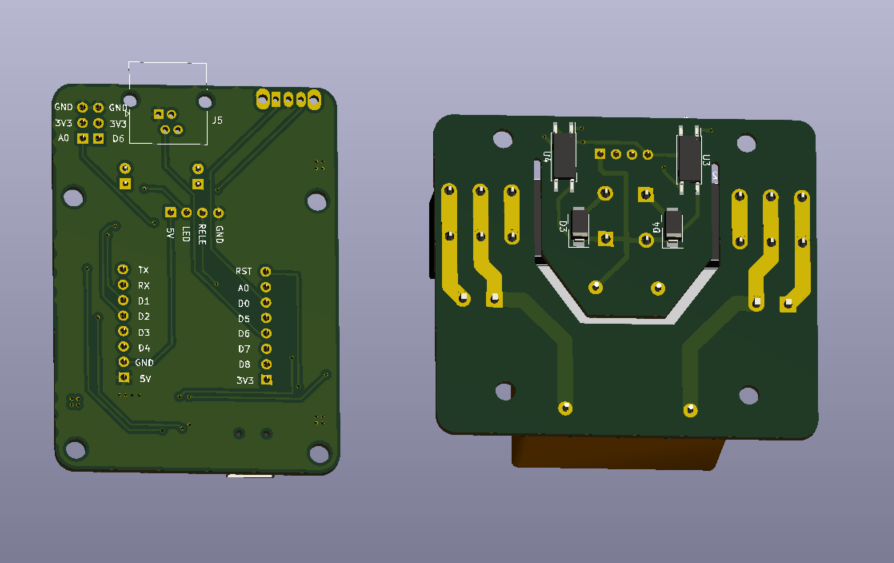 GND GND
3V3 3V3
A0 D6
J5
5V LED RELE GND
TX
RX
D1
D2
D3
D4
GND
5V
RST
A0
D0
D5
D6
D7
D8
3V3
U4
U3
D3
D4